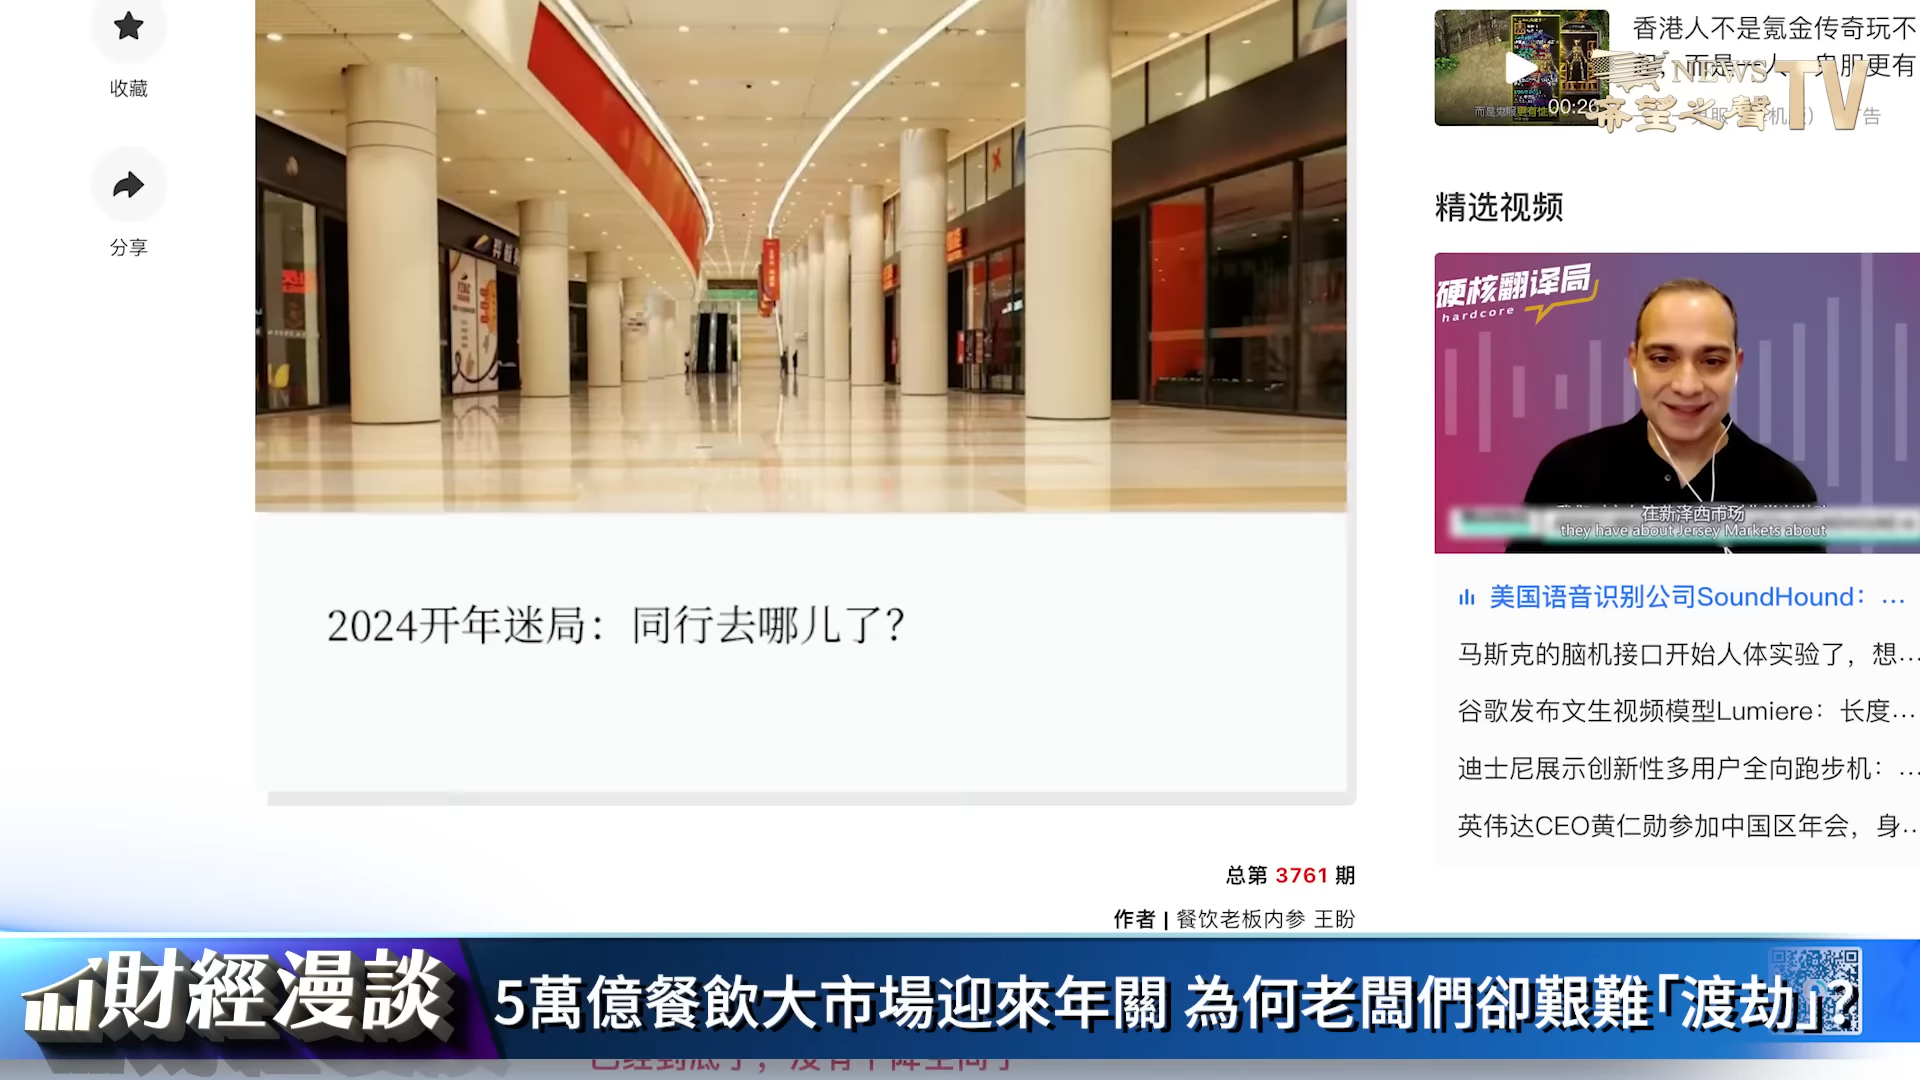 收藏
分享
2024开年迷局：同行去哪儿了？
总第 3761 期
作者 | 餐饮老板内参 王盼
香港人不是氪金传奇玩不
00:26
NEWS
希望之聲TV
精选视频
硬核翻译局
hardcore
在新泽西市场
they have about Jersey Markets about
美国语音识别公司SoundHound：…
马斯克的脑机接口开始人体实验了，想…
谷歌发布文生视频模型Lumiere：长度…
迪士尼展示创新性多用户全向跑步机：…
英伟达CEO黄仁勋参加中国区年会，身…
財經漫談
5萬億餐飲大市場迎來年關 為何老闆們卻艱難「渡劫」？